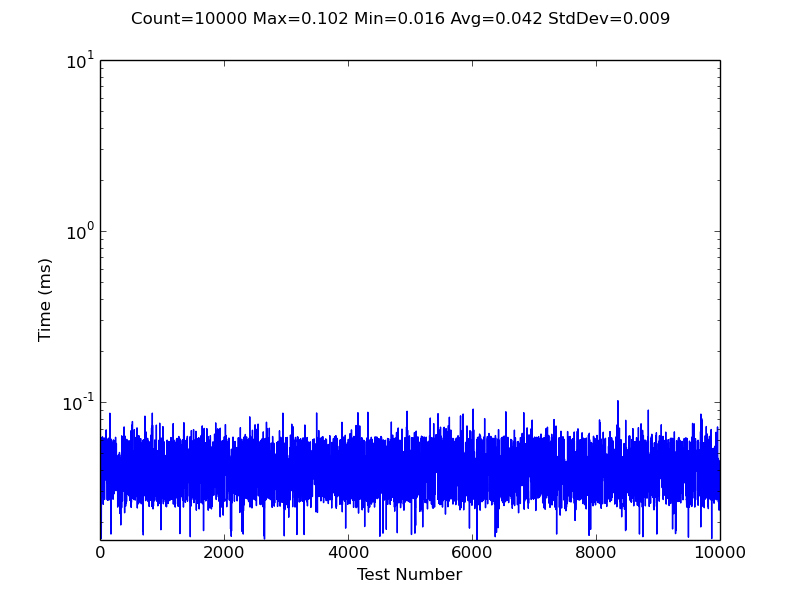 Count=10000 Max=0.102 Min=0.016 Avg=0.042 StdDev=0.009
10^1
10^0
10^-1
Time (ms)
0 2000 4000 6000 8000 10000
Test Number